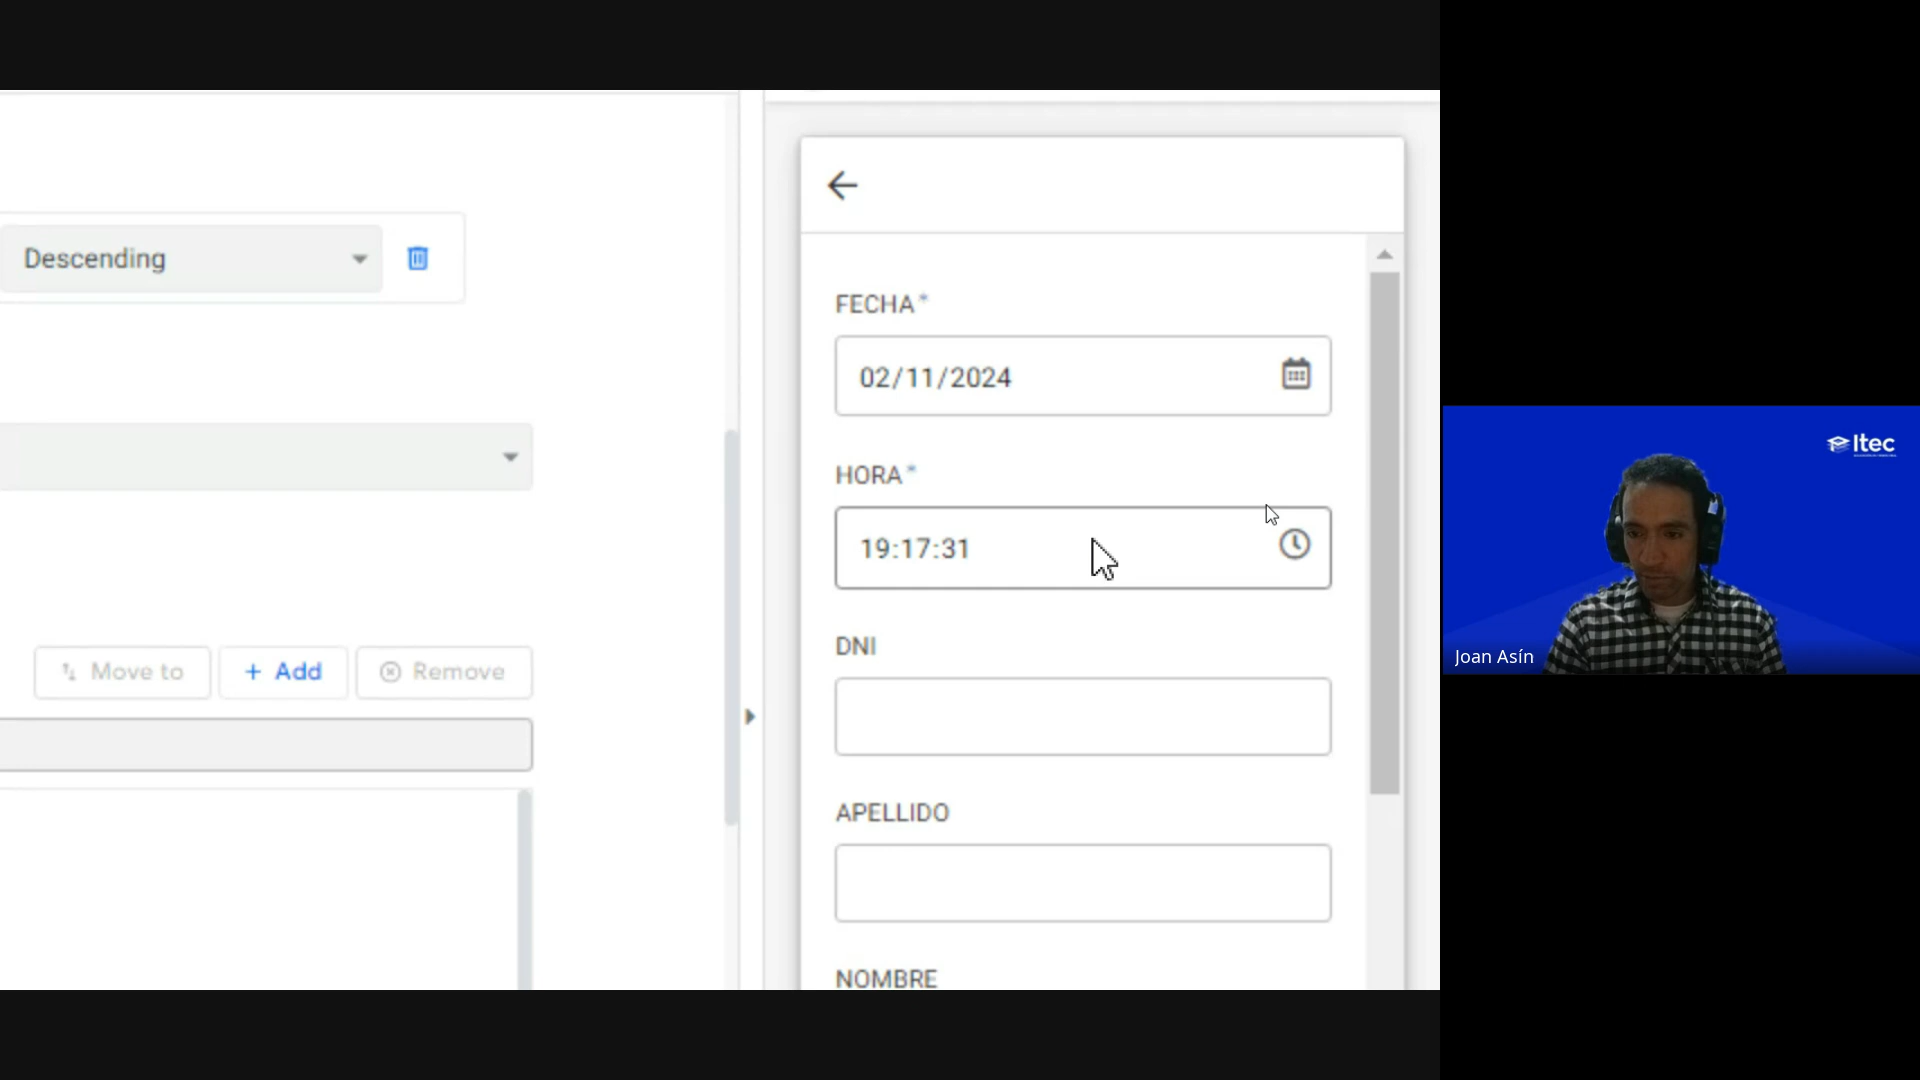 Descending
Move to
+ Add
Remove
FECHA*
02/11/2024
HORA*
19:17:31
DNI
APELLIDO
NOMBRE
Itec
Joan Asín